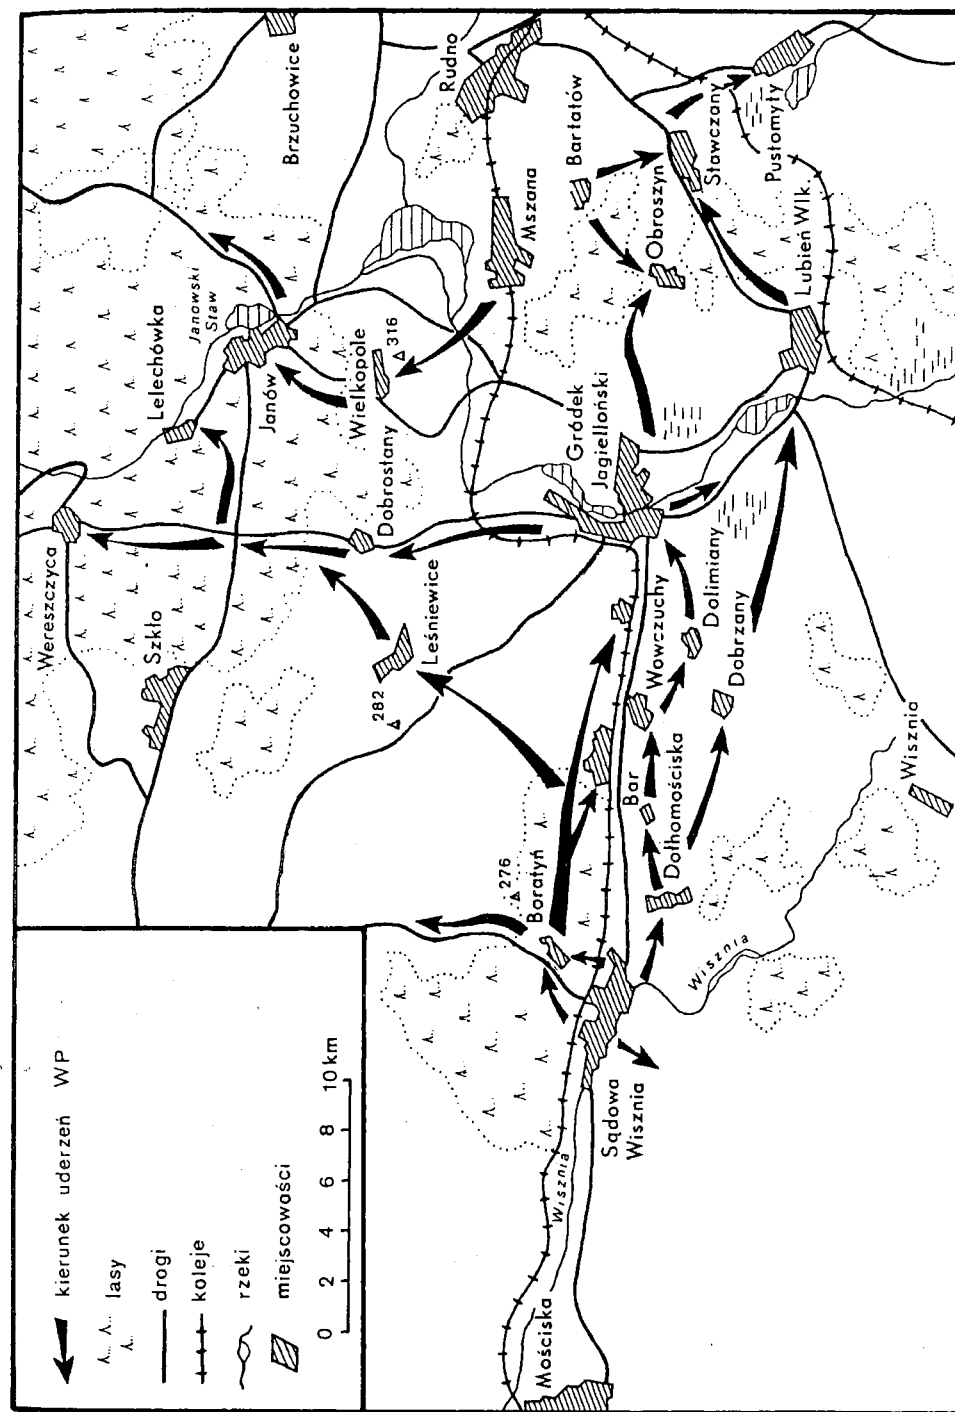 kierunek uderzeń WP
lasy
drogi
koleje
rzeki
miejscowości
0 2 4 6 8 10 km
Wereszczyca
Szkło
Lelechówka
Janowski
Staw
Janów
Brzuchowice
Rudno
Wielkopole
316
Dobrostany
Mszana
Bartatów
Leśniewice
282
Gródek
Jagielloński
Obroszyn
Stawczany
Pustomyty
Lubień Wlk.
276
Boratyń
Wowczuchy
Dolimiany
Dobrzany
Bar
Dołhomościska
Mościska
Wisznia
Sądowa
Wisznia
Wisznia
Wisznia